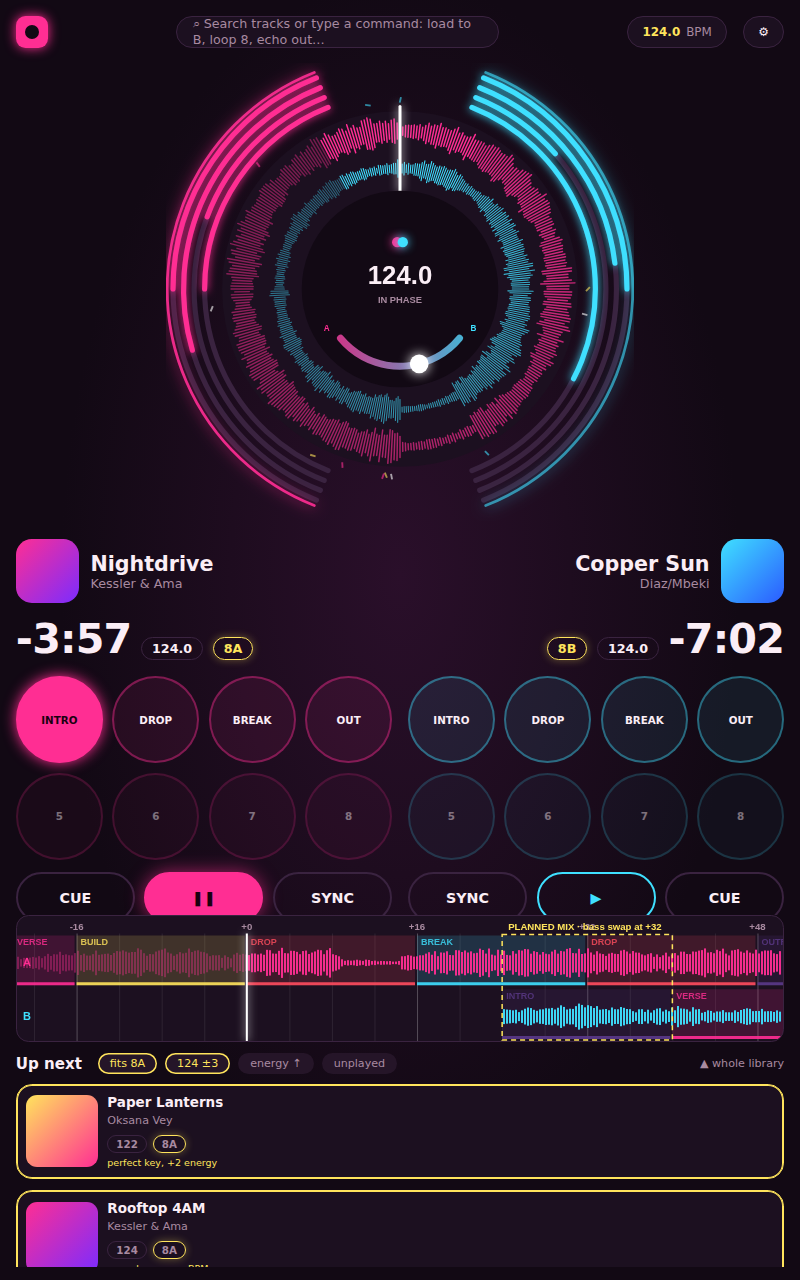 ⌕ Search tracks or type a command: load to
B, loop 8, echo out…
124.0 BPM
⚙
124.0
IN PHASE
A
B
Nightdrive
Kessler & Ama
Copper Sun
Diaz/Mbeki
-3:57 124.0 8A
8B 124.0 -7:02
INTRO DROP BREAK OUT INTRO DROP BREAK OUT
5 6 7 8 5 6 7 8
CUE ❚❚ SYNC SYNC ▶ CUE
-16 +0 +16 PLANNED MIX · bass swap at +32 +48
VERSE BUILD DROP BREAK DROP
A
INTRO VERSE
B
Up next fits 8A 124 ±3 energy ↑ unplayed ▲ whole library
Paper Lanterns
Oksana Vey
122 8A
perfect key, +2 energy
Rooftop 4AM
Kessler & Ama
124 8A